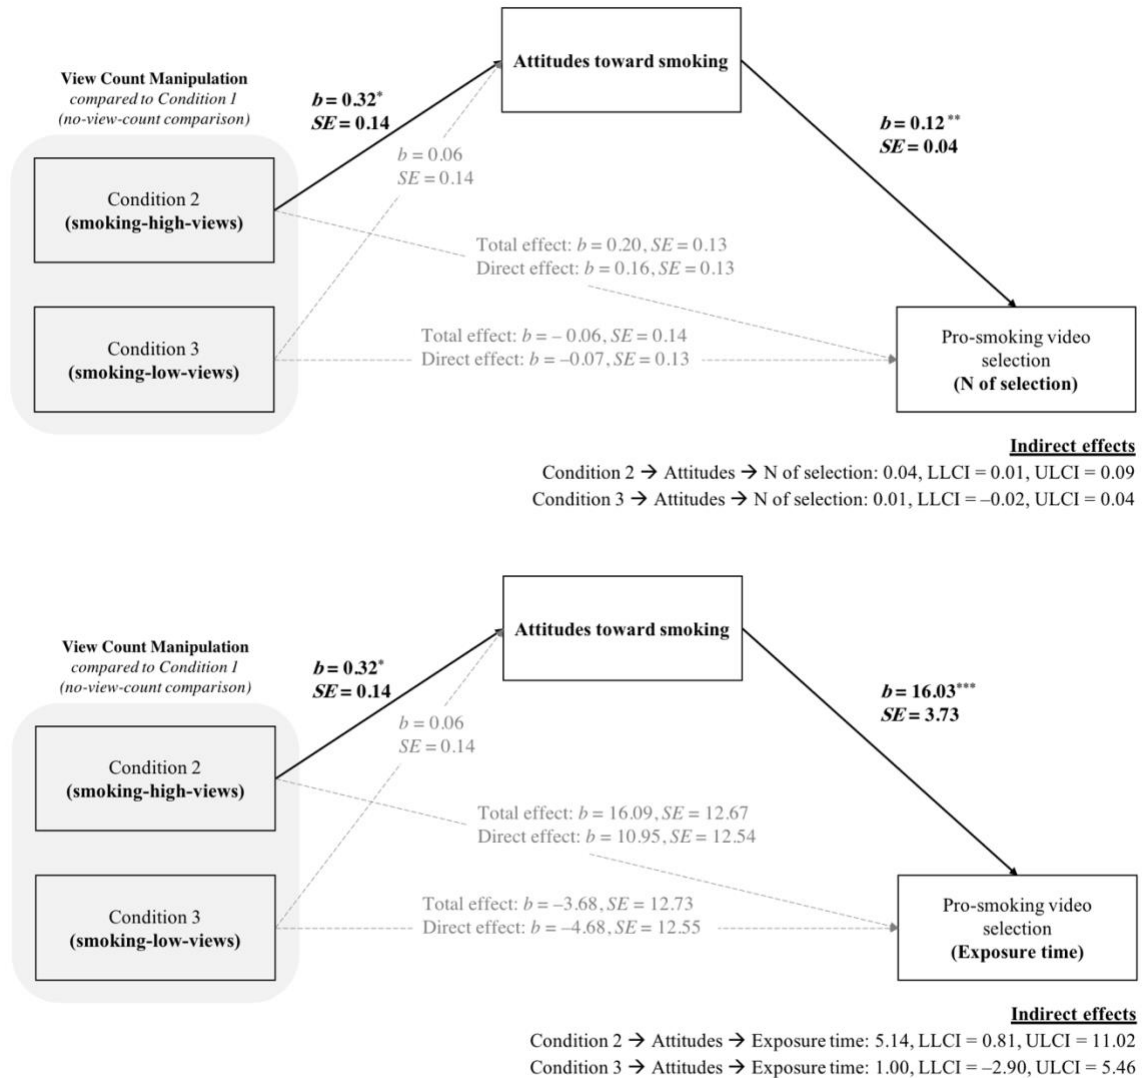 Attitudes toward smoking
View Count Manipulation
compared to Condition 1
(no-view-count comparison)
b = 0.32*
SE = 0.14
b = 0.12**
SE = 0.04
b = 0.06
SE = 0.14
Condition 2
(smoking-high-views)
Total effect: b = 0.20, SE = 0.13
Direct effect: b = 0.16, SE = 0.13
Condition 3
(smoking-low-views)
Total effect: b = – 0.06, SE = 0.14
Direct effect: b = –0.07, SE = 0.13
Pro-smoking video
selection
(N of selection)
Indirect effects
Condition 2 → Attitudes → N of selection: 0.04, LLCI = 0.01, ULCI = 0.09
Condition 3 → Attitudes → N of selection: 0.01, LLCI = –0.02, ULCI = 0.04
Attitudes toward smoking
View Count Manipulation
compared to Condition 1
(no-view-count comparison)
b = 0.32*
SE = 0.14
b = 16.03***
SE = 3.73
b = 0.06
SE = 0.14
Condition 2
(smoking-high-views)
Total effect: b = 16.09, SE = 12.67
Direct effect: b = 10.95, SE = 12.54
Condition 3
(smoking-low-views)
Total effect: b = –3.68, SE = 12.73
Direct effect: b = –4.68, SE = 12.55
Pro-smoking video
selection
(Exposure time)
Indirect effects
Condition 2 → Attitudes → Exposure time: 5.14, LLCI = 0.81, ULCI = 11.02
Condition 3 → Attitudes → Exposure time: 1.00, LLCI = –2.90, ULCI = 5.46